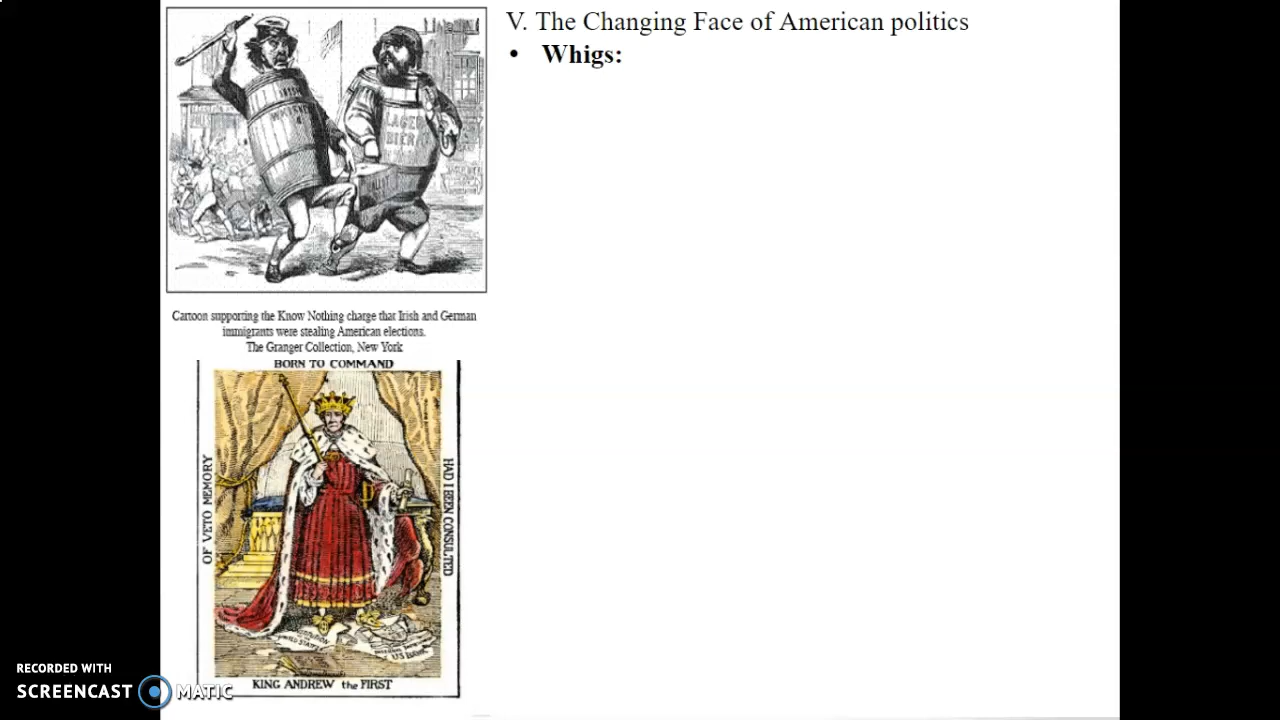 V. The Changing Face of American politics
• Whigs:
LAGER
BIER
Cartoon supporting the Know Nothing charge that Irish and German
immigrants were stealing American elections.
The Granger Collection, New York
BORN TO COMMAND
OF VETO MEMORY
HAD I BEEN CONSULTED
KING ANDREW the FIRST
RECORDED WITH
SCREENCAST MATIC